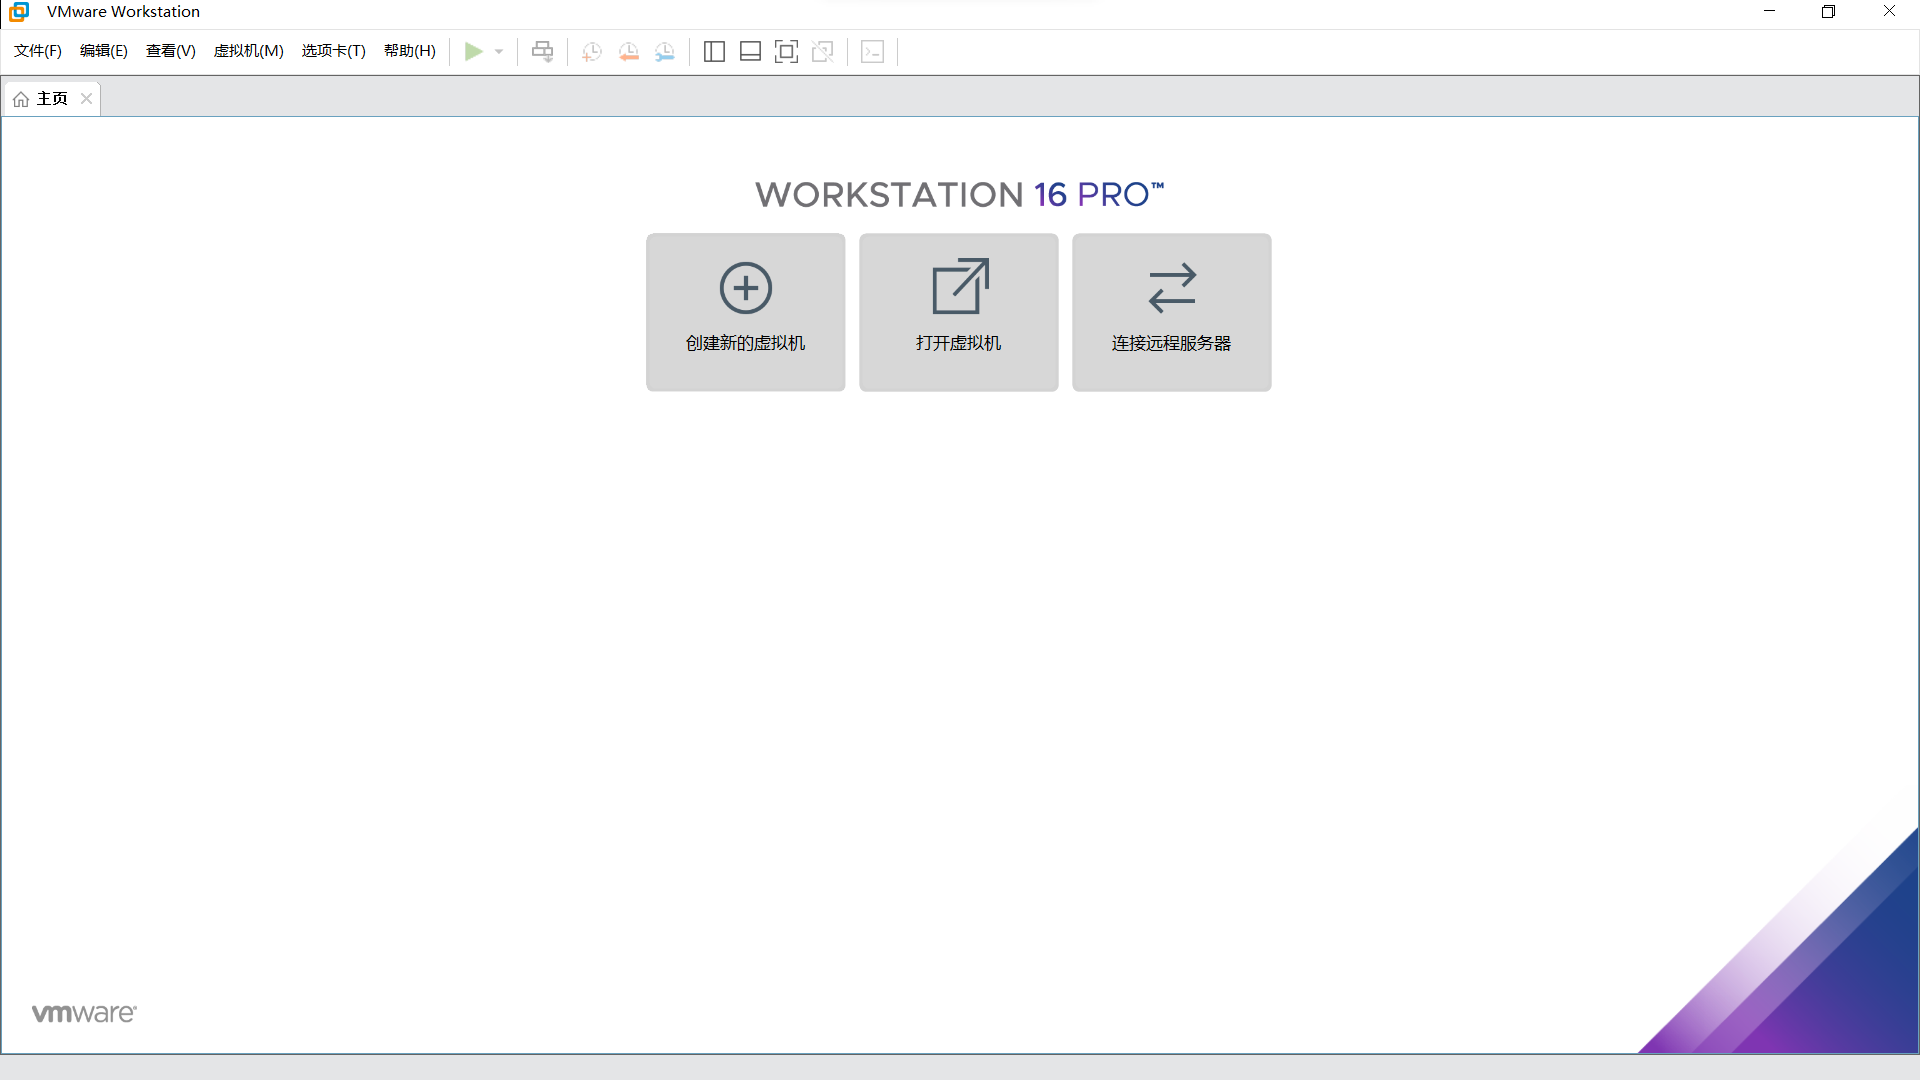 VMware Workstation
文件(F) 编辑(E) 查看(V) 虚拟机(M) 选项卡(T) 帮助(H)
主页
WORKSTATION 16 PRO™
创建新的虚拟机 打开虚拟机 连接远程服务器
vmware®